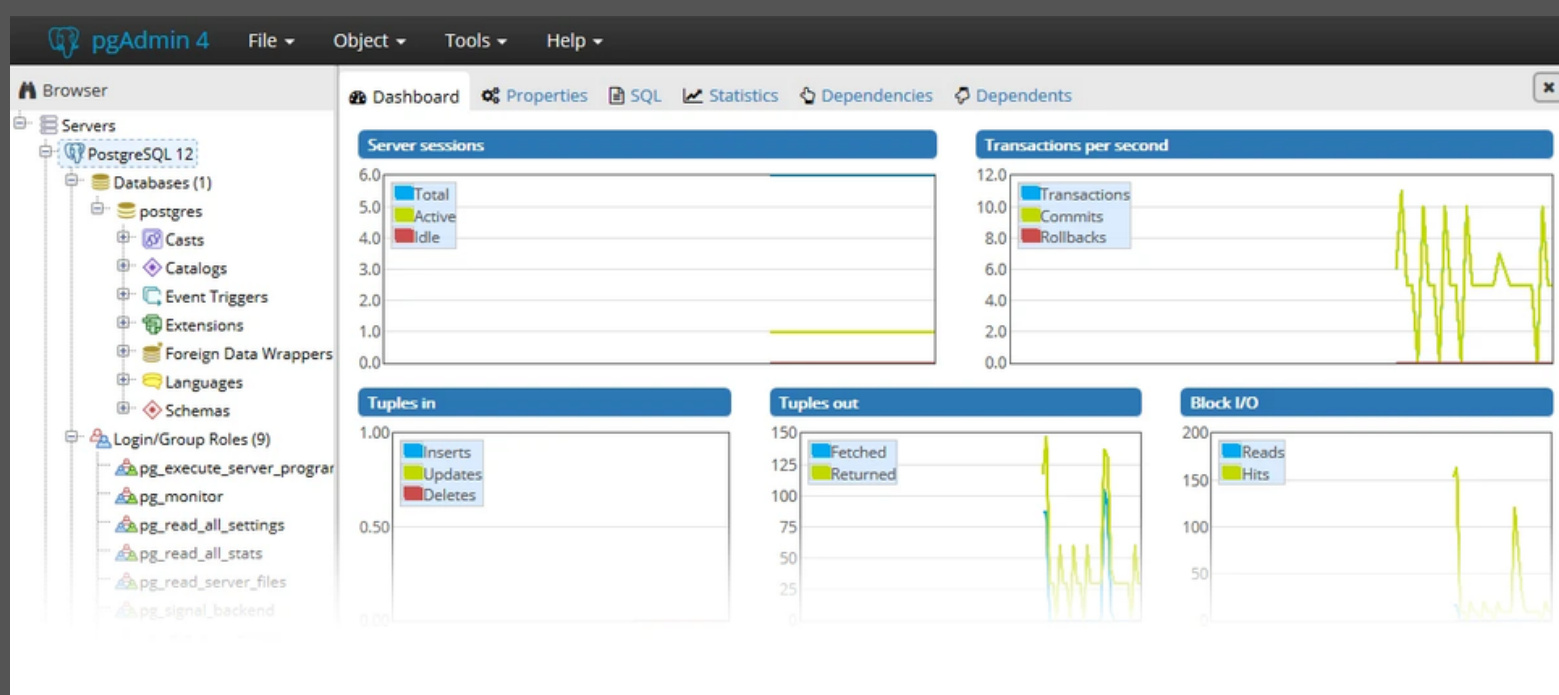 pgAdmin 4 File Object Tools Help
Browser
Dashboard Properties SQL Statistics Dependencies Dependents
Servers
PostgreSQL 12
Databases (1)
postgres
Casts
Catalogs
Event Triggers
Extensions
Foreign Data Wrappers
Languages
Schemas
Login/Group Roles (9)
pg_execute_server_progra
pg_monitor
pg_read_all_settings
pg_read_all_stats
pg_read_server_files
pg_signal_backend
Server sessions
6.0
5.0
4.0
3.0
2.0
1.0
0.0
Total
Active
Idle
Transactions per second
12.0
10.0
8.0
6.0
4.0
2.0
0.0
Transactions
Commits
Rollbacks
Tuples in
1.00
0.50
0.00
Inserts
Updates
Deletes
Tuples out
150
125
100
75
50
25
0
Fetched
Returned
Block I/O
200
150
100
50
0
Reads
Hits